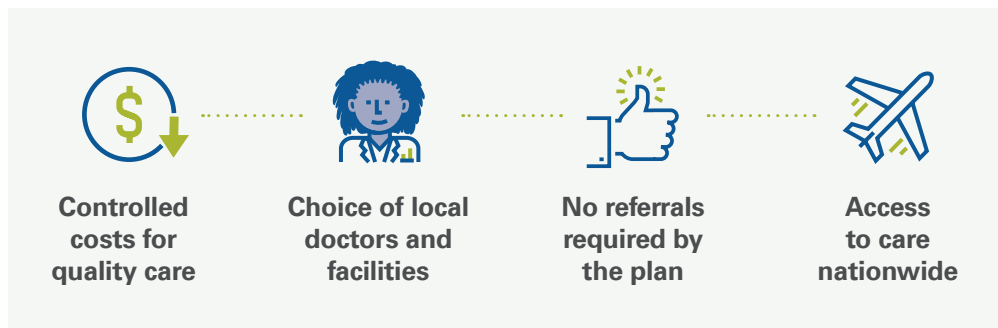 $
Controlled
costs for
quality care
Choice of local
doctors and
facilities
No referrals
required by
the plan
Access
to care
nationwide